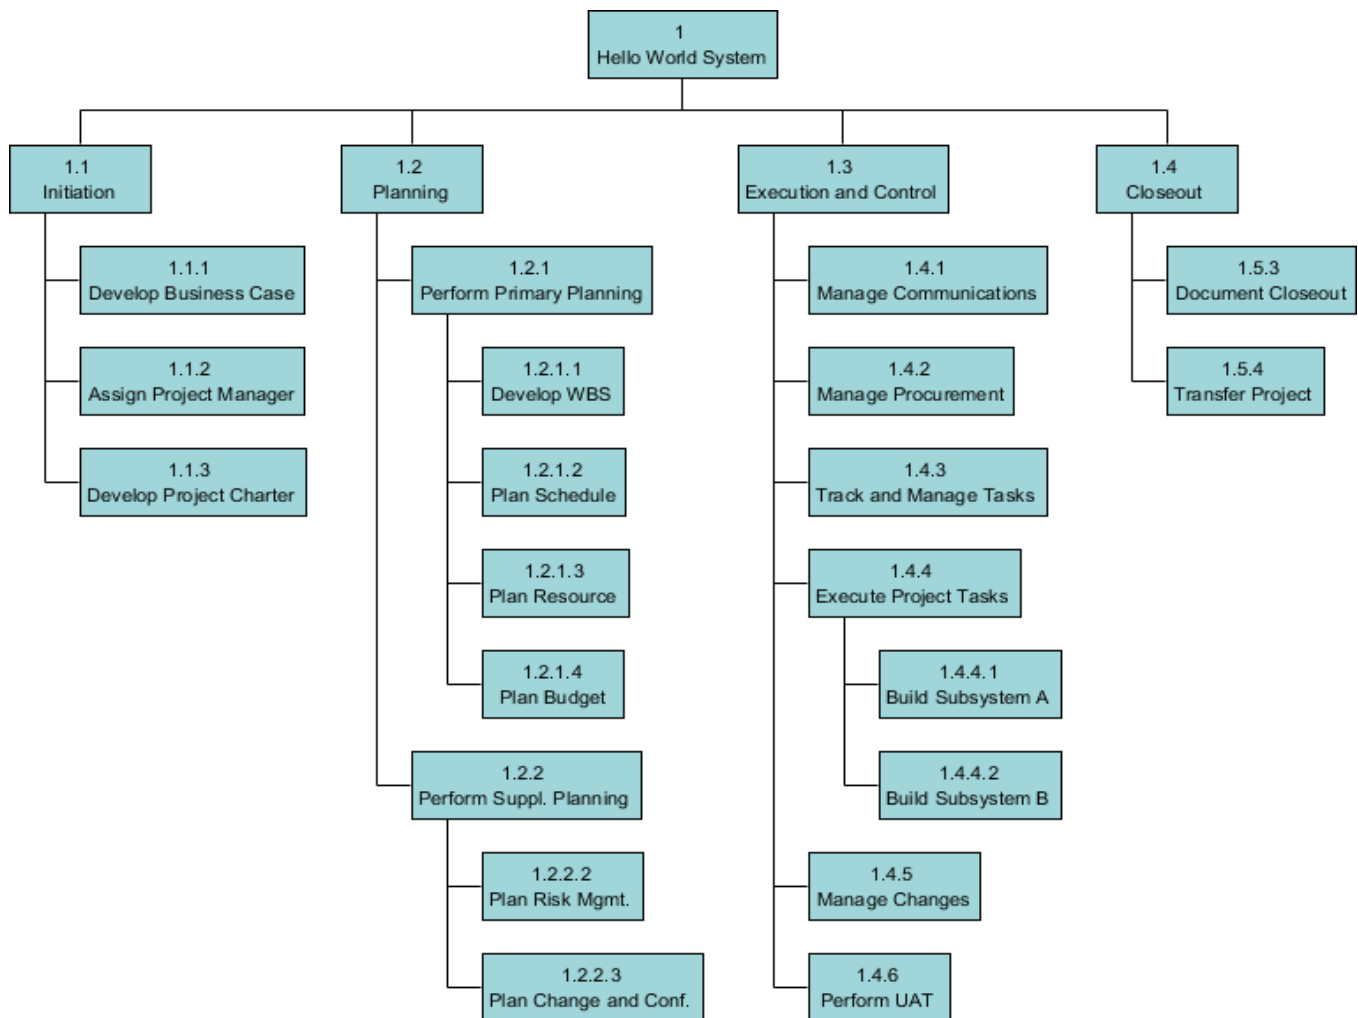 1
Hello World System
1.1
Initiation
1.1.1
Develop Business Case
1.1.2
Assign Project Manager
1.1.3
Develop Project Charter
1.2
Planning
1.2.1
Perform Primary Planning
1.2.1.1
Develop WBS
1.2.1.2
Plan Schedule
1.2.1.3
Plan Resource
1.2.1.4
Plan Budget
1.2.2
Perform Suppl. Planning
1.2.2.2
Plan Risk Mgmt.
1.2.2.3
Plan Change and Conf.
1.3
Execution and Control
1.4.1
Manage Communications
1.4.2
Manage Procurement
1.4.3
Track and Manage Tasks
1.4.4
Execute Project Tasks
1.4.4.1
Build Subsystem A
1.4.4.2
Build Subsystem B
1.4.5
Manage Changes
1.4.6
Perform UAT
1.4
Closeout
1.5.3
Document Closeout
1.5.4
Transfer Project